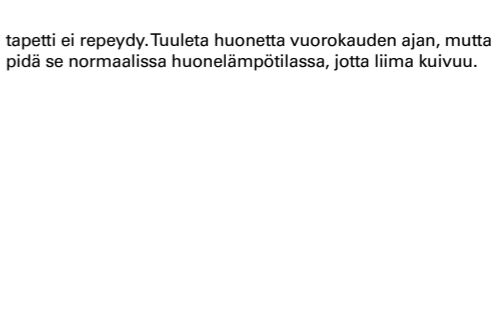 tapetti ei repeydy. Tuuleta huonetta vuorokauden ajan, mutta
pidä se normaalissa huonelämpötilassa, jotta liima kuivuu.